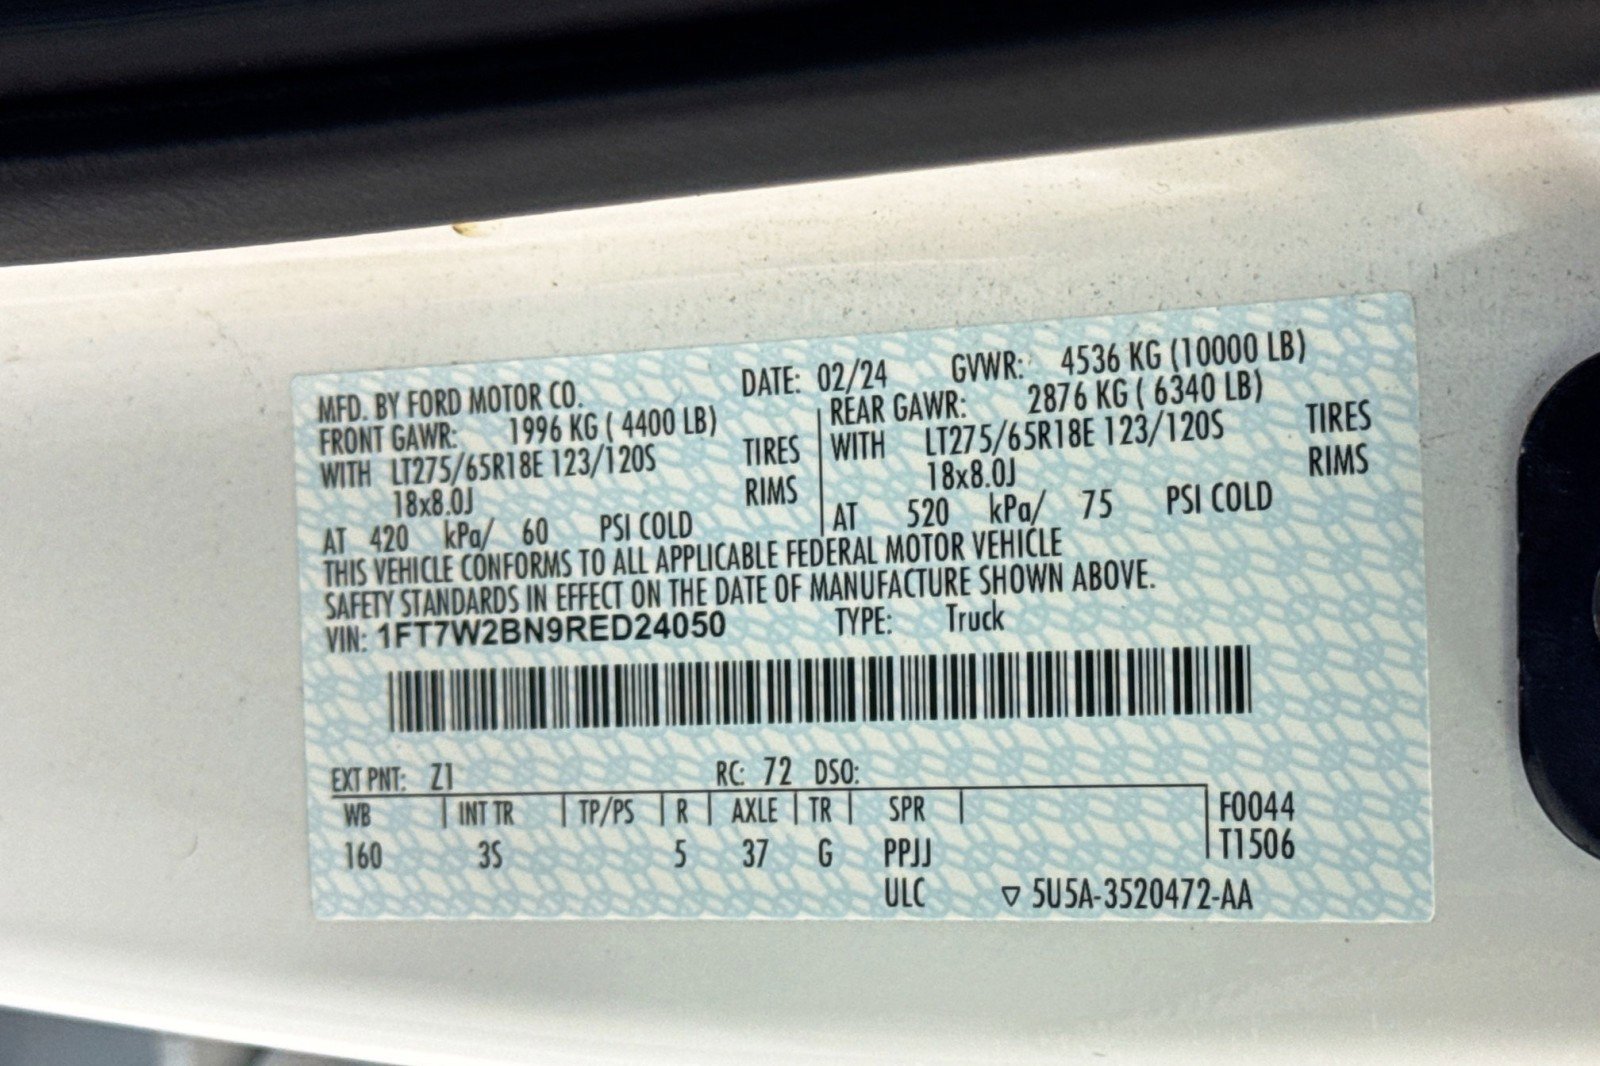 MFD. BY FORD MOTOR CO. DATE: 02/24 GVWR: 4536 KG (10000 LB)
FRONT GAWR: 1996 KG ( 4400 LB) REAR GAWR: 2876 KG ( 6340 LB)
WITH LT275/65R18E 123/120S TIRES WITH LT275/65R18E 123/120S TIRES
18x8.0J RIMS 18x8.0J RIMS
AT 420 kPa/ 60 PSI COLD AT 520 kPa/ 75 PSI COLD
THIS VEHICLE CONFORMS TO ALL APPLICABLE FEDERAL MOTOR VEHICLE
SAFETY STANDARDS IN EFFECT ON THE DATE OF MANUFACTURE SHOWN ABOVE.
VIN: 1FT7W2BN9RED24050 TYPE: Truck
EXT PNT: Z1 RC: 72 DSO:
WB INT TR TP/PS R AXLE TR SPR F0044
160 3S 5 37 G PPJJ T1506
ULC ▽ 5U5A-3520472-AA